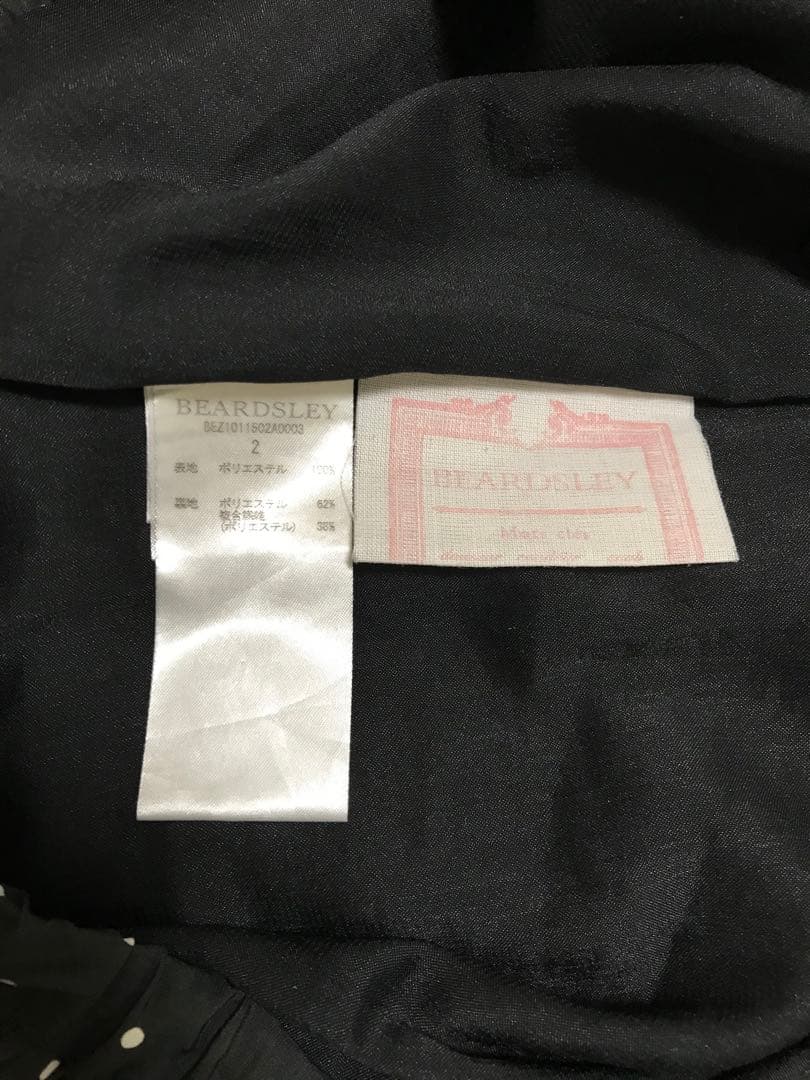 BEARDSLEY
BEZ1011502A0003
2
表地 ポリエステル 100%
裏地 ポリエステル 62%
複合繊維
(ポリエステル) 38%
BEARDSLEY